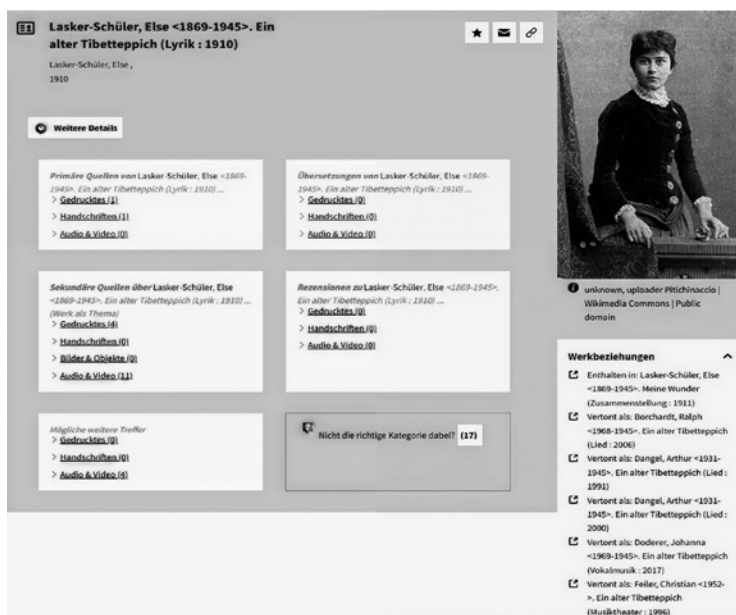 Lasker-Schüler, Else <1869-1945>. Ein
alter Tibetteppich (Lyrik : 1910)
Lasker-Schüler, Else ,
1910
Weitere Details
Primäre Quellen von Lasker-Schüler, Else <1869-
1945>. Ein alter Tibetteppich (Lyrik : 1910) ...
> Gedrucktes (1)
> Handschriften (1)
> Audio & Video (0)
Übersetzungen von Lasker-Schüler, Else <1869-
1945>. Ein alter Tibetteppich (Lyrik : 1910) ...
> Gedrucktes (0)
> Handschriften (0)
> Audio & Video (0)
Sekundäre Quellen über Lasker-Schüler, Else
<1869-1945>. Ein alter Tibetteppich (Lyrik : 1910) ...
(Werk als Thema)
> Gedrucktes (4)
> Handschriften (0)
> Bilder & Objekte (0)
> Audio & Video (11)
Rezensionen zu Lasker-Schüler, Else <1869-1945>.
Ein alter Tibetteppich (Lyrik : 1910) ...
> Gedrucktes (0)
> Handschriften (0)
> Audio & Video (0)
Mögliche weitere Treffer
> Gedrucktes (0)
> Handschriften (0)
> Audio & Video (4)
Nicht die richtige Kategorie dabei? (17)
unknown, uploader Pitichinaccio |
Wikimedia Commons | Public
domain
Werkbeziehungen
Enthalten in: Lasker-Schüler, Else
<1869-1945>. Meine Wunder
(Zusammenstellung : 1911)
Vertont als: Borchardt, Ralph
<1968-1945>. Ein alter Tibetteppich
(Lied : 2006)
Vertont als: Dangel, Arthur <1931-
1945>. Ein alter Tibetteppich (Lied :
1991)
Vertont als: Dangel, Arthur <1931-
1945>. Ein alter Tibetteppich (Lied :
2000)
Vertont als: Doderer, Johanna
<1969-1945>. Ein alter Tibetteppich
(Vokalmusik : 2017)
Vertont als: Feiler, Christian <1952-
>. Ein alter Tibetteppich
(Musiktheater : 1996)